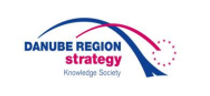 DANUBE REGION
strategy
Knowledge Society